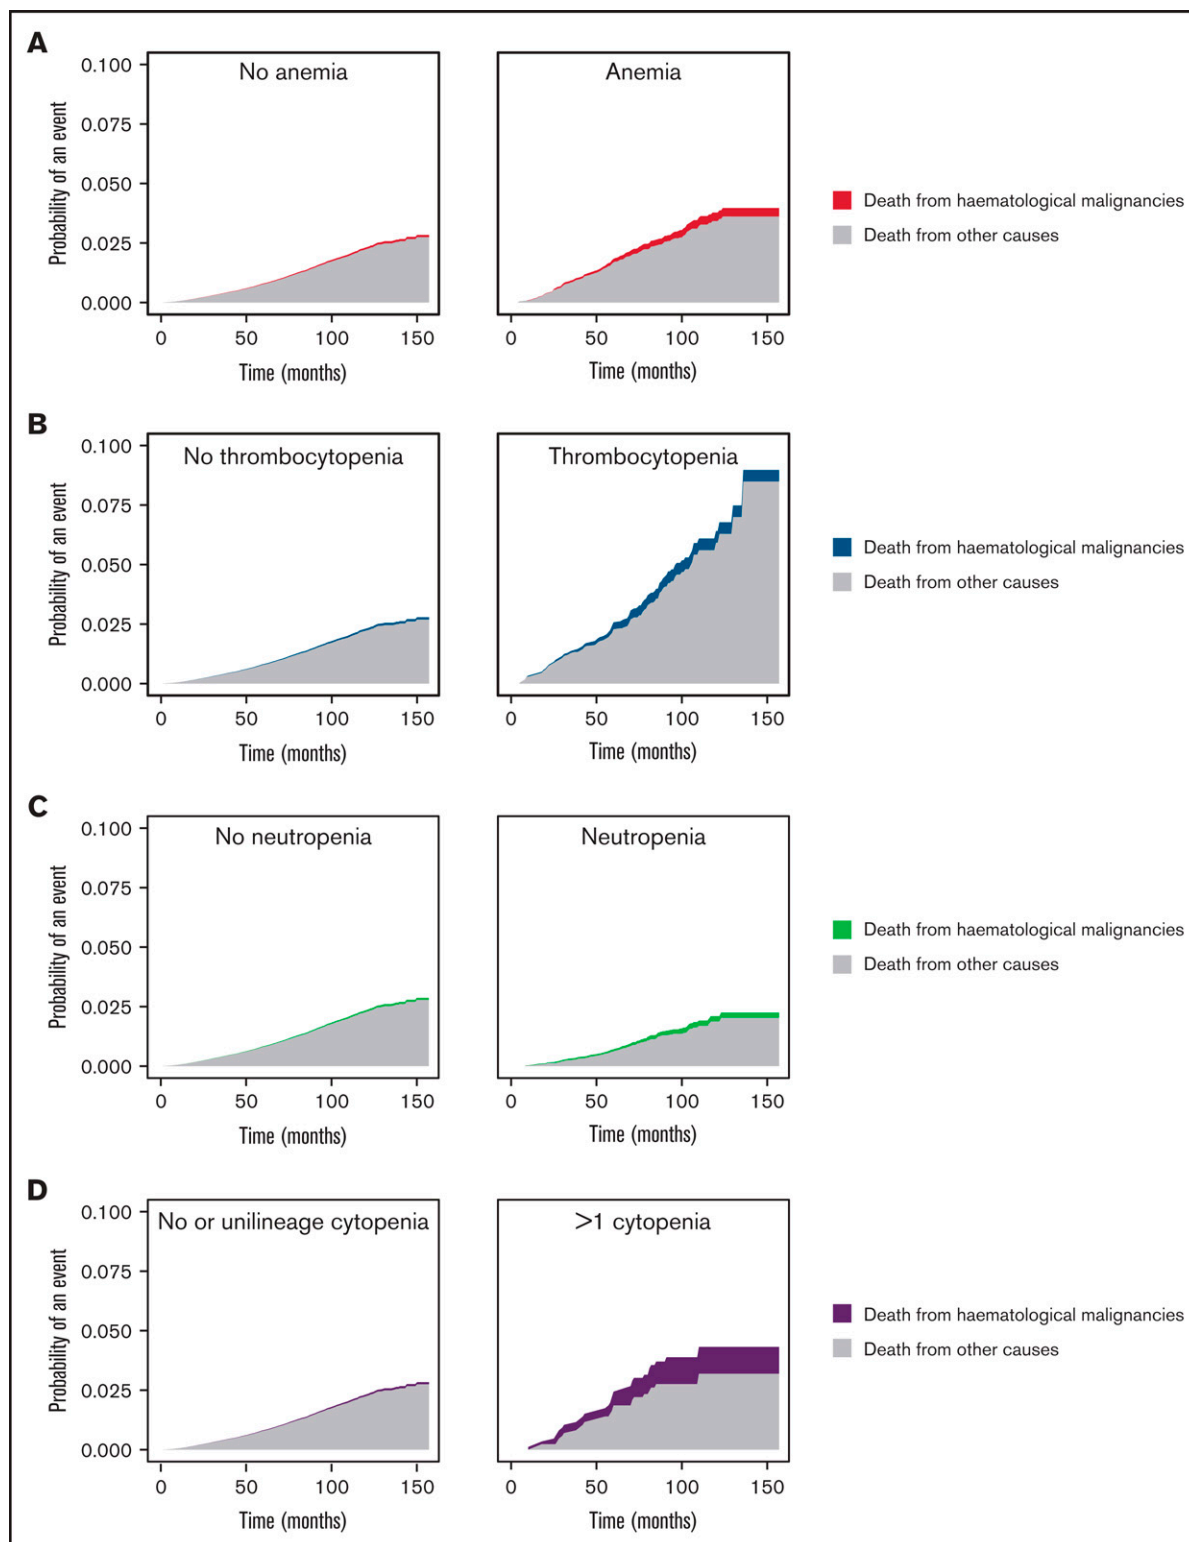 A
No anemia
Anemia
Probability of an event
0.100
0.075
0.050
0.025
0.000
0 50 100 150
0 50 100 150
Time (months)
Time (months)
Death from haematological malignancies
Death from other causes
B
No thrombocytopenia
Thrombocytopenia
Probability of an event
0.100
0.075
0.050
0.025
0.000
0 50 100 150
0 50 100 150
Time (months)
Time (months)
Death from haematological malignancies
Death from other causes
C
No neutropenia
Neutropenia
Probability of an event
0.100
0.075
0.050
0.025
0.000
0 50 100 150
0 50 100 150
Time (months)
Time (months)
Death from haematological malignancies
Death from other causes
D
No or unilineage cytopenia
>1 cytopenia
Probability of an event
0.100
0.075
0.050
0.025
0.000
0 50 100 150
0 50 100 150
Time (months)
Time (months)
Death from haematological malignancies
Death from other causes